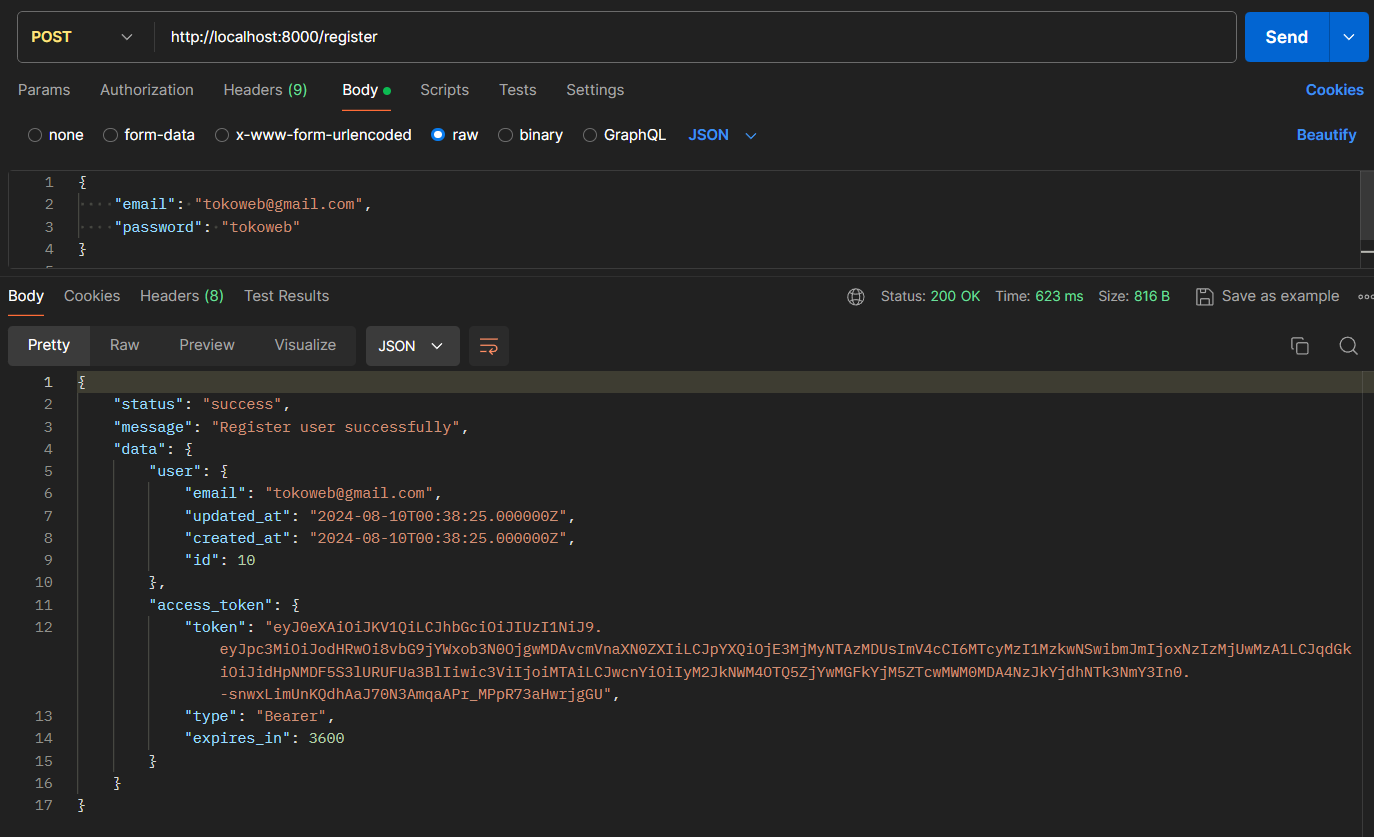 POST http://localhost:8000/register Send
Params Authorization Headers (9) Body Scripts Tests Settings Cookies
none form-data x-www-form-urlencoded raw binary GraphQL JSON Beautify
1 {
2 "email": "tokoweb@gmail.com",
3 "password": "tokoweb"
4 }
Body Cookies Headers (8) Test Results Status: 200 OK Time: 623 ms Size: 816 B Save as example
Pretty Raw Preview Visualize JSON
1 {
2 "status": "success",
3 "message": "Register user successfully",
4 "data": {
5 "user": {
6 "email": "tokoweb@gmail.com",
7 "updated_at": "2024-08-10T00:38:25.000000Z",
8 "created_at": "2024-08-10T00:38:25.000000Z",
9 "id": 10
10 },
11 "access_token": {
12 "token": "eyJ0eXAiOiJKV1QiLCJhbGciOiJIUzI1NiJ9.
eyJpc3MiOiJodHRwOi8vbG9jYWxob3N0OjgwMDAvcmVnaXN0ZXIiLCJpYXQiOjE3MjMyNTAzMDUsImV4cCI6MTcyMzI1MzkwNSwibmJmIjoxNzIzMjUwMzA1LCJqdGk
iOiJidHpNMDF5S3lURUFUa3BlIiwic3ViIjoiMTAiLCJwcnYiOiIyM2JkNWM4OTQ5ZjYwMGFkYjM5ZTcwMWM0MDA4NzJkYjdhNTk3NmY3In0.
-snwxLimUnKQdhAaJ70N3AmqaAPr_MPpR73aHwrjgGU",
13 "type": "Bearer",
14 "expires_in": 3600
15 }
16 }
17 }